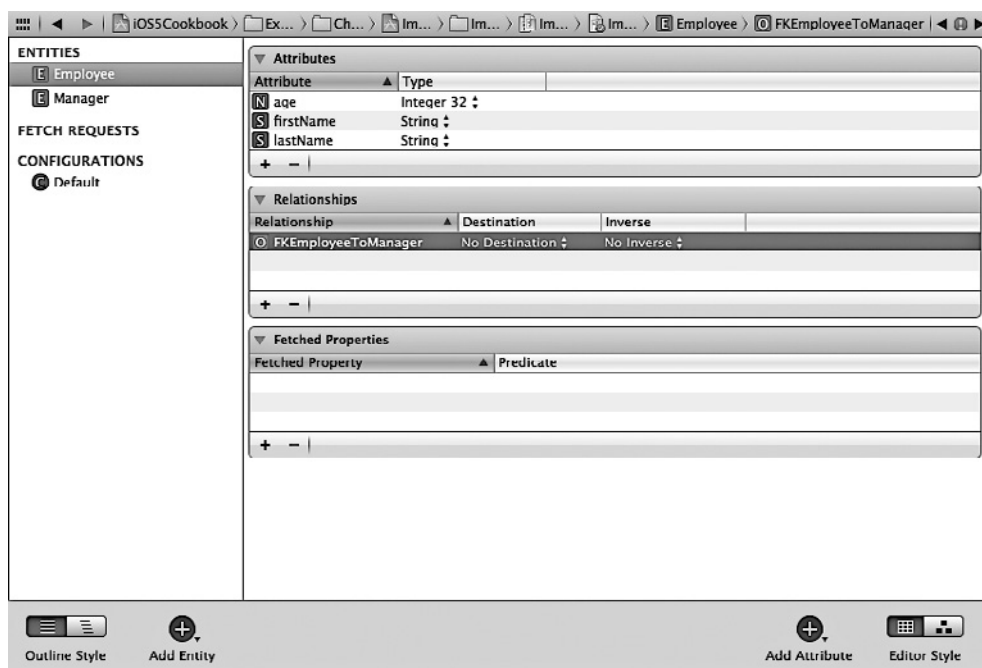 iOS5Cookbook › Ex... › Ch... › Im... › Im... › Im... › Im... › E Employee › O FKEmployeeToManager
ENTITIES
E Employee
E Manager
FETCH REQUESTS
CONFIGURATIONS
C Default
Attributes
Attribute Type
N age Integer 32
S firstName String
S lastName String
+ −
Relationships
Relationship Destination Inverse
O FKEmployeeToManager No Destination No Inverse
+ −
Fetched Properties
Fetched Property Predicate
+ −
Outline Style Add Entity Add Attribute Editor Style